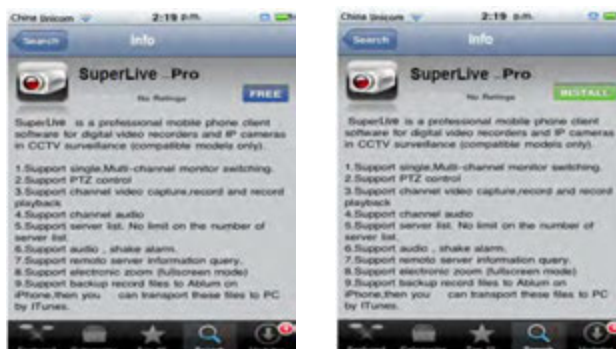 China Unicom 2:19 p.m.
Search Info
SuperLive Pro
No Ratings
FREE
SuperLive is a professional mobile phone client
software for digital video recorders and IP cameras
in CCTV surveillance (compatible models only).
1.Support single,Multi-channel monitor switching.
2.Support PTZ control
3.Support channel video capture,record and record
playback
4.Support channel audio
5.Support server list. No limit on the number of
server list.
6.Support audio , shake alarm.
7.Support remote server information query.
8.Support electronic zoom (fullscreen mode)
9.Support backup record files to Ablum on
iPhone,then you can transport these files to PC
by iTunes.
Search
China Unicom 2:19 p.m.
Search Info
SuperLive Pro
No Ratings
INSTALL
SuperLive is a professional mobile phone client
software for digital video recorders and IP cameras
in CCTV surveillance (compatible models only).
1.Support single,Multi-channel monitor switching.
2.Support PTZ control
3.Support channel video capture,record and record
playback
4.Support channel audio
5.Support server list. No limit on the number of
server list.
6.Support audio , shake alarm.
7.Support remote server information query.
8.Support electronic zoom (fullscreen mode)
9.Support backup record files to Ablum on
iPhone,then you can transport these files to PC
by iTunes.
Search